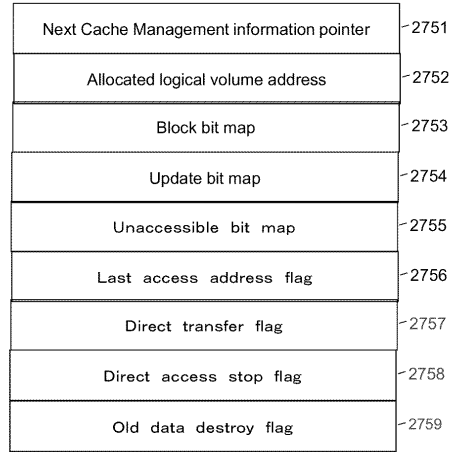 Next Cache Management information pointer 2751
Allocated logical volume address 2752
Block bit map 2753
Update bit map 2754
Unaccessible bit map 2755
Last access address flag 2756
Direct transfer flag 2757
Direct access stop flag 2758
Old data destroy flag 2759